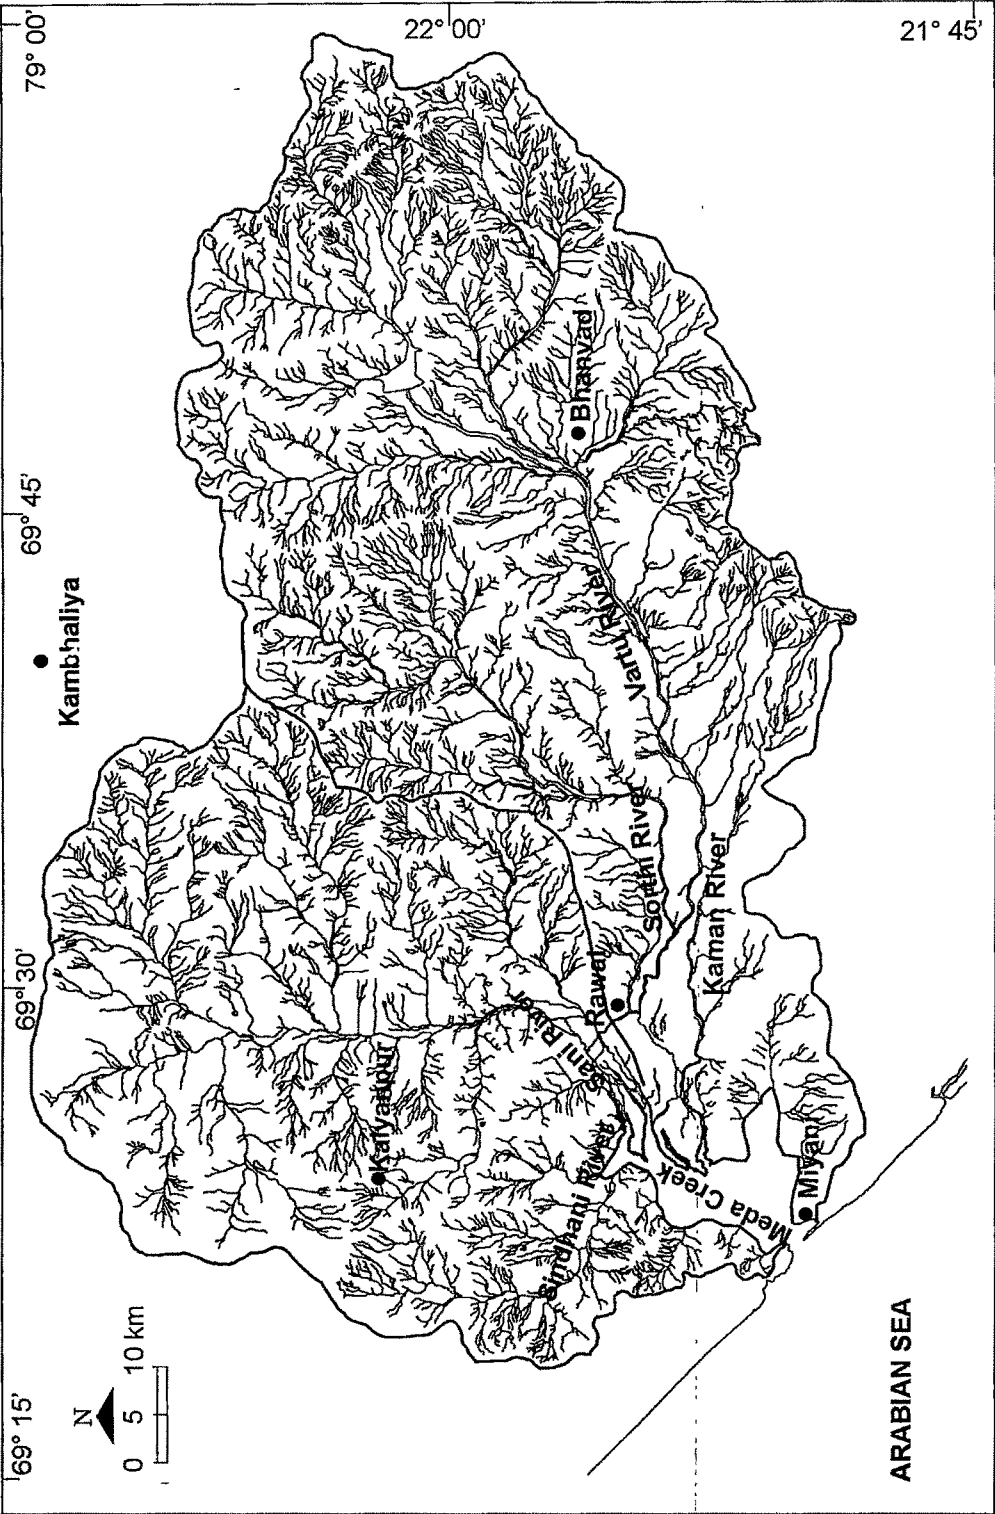 79° 00'
22° 00'
21° 45'
69° 45'
69° 30'
69° 15'
Kambhaliya
Bhanvad
Vartu River
Sorthi River
Kaman River
Rawal
Sani River
Kalyanpur
Sindhani River
Meda Creek
Miyani
N
0 5 10 km
ARABIAN SEA